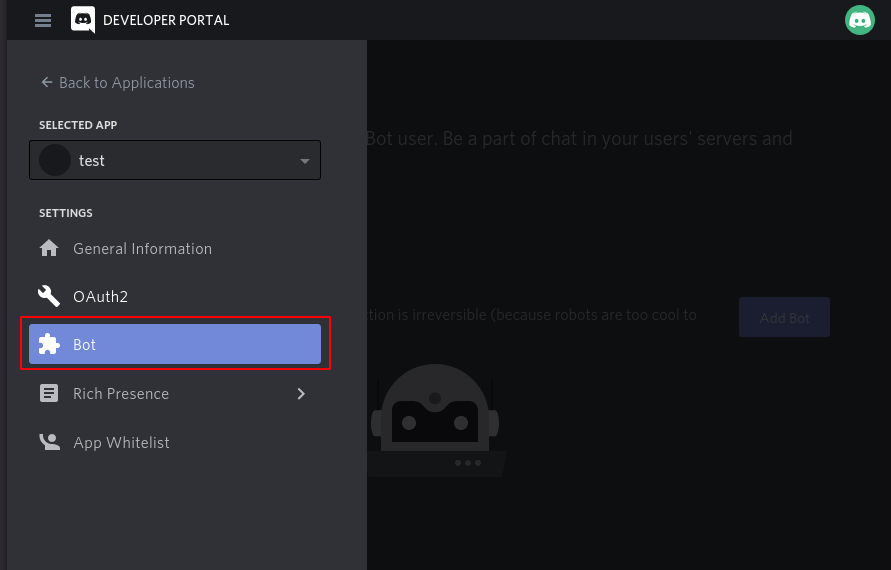 DEVELOPER PORTAL
Back to Applications
SELECTED APP
test
SETTINGS
General Information
OAuth2
Bot
Rich Presence
App Whitelist
Bot user. Be a part of chat in your users' servers and
ction is irreversible (because robots are too cool to
Add Bot